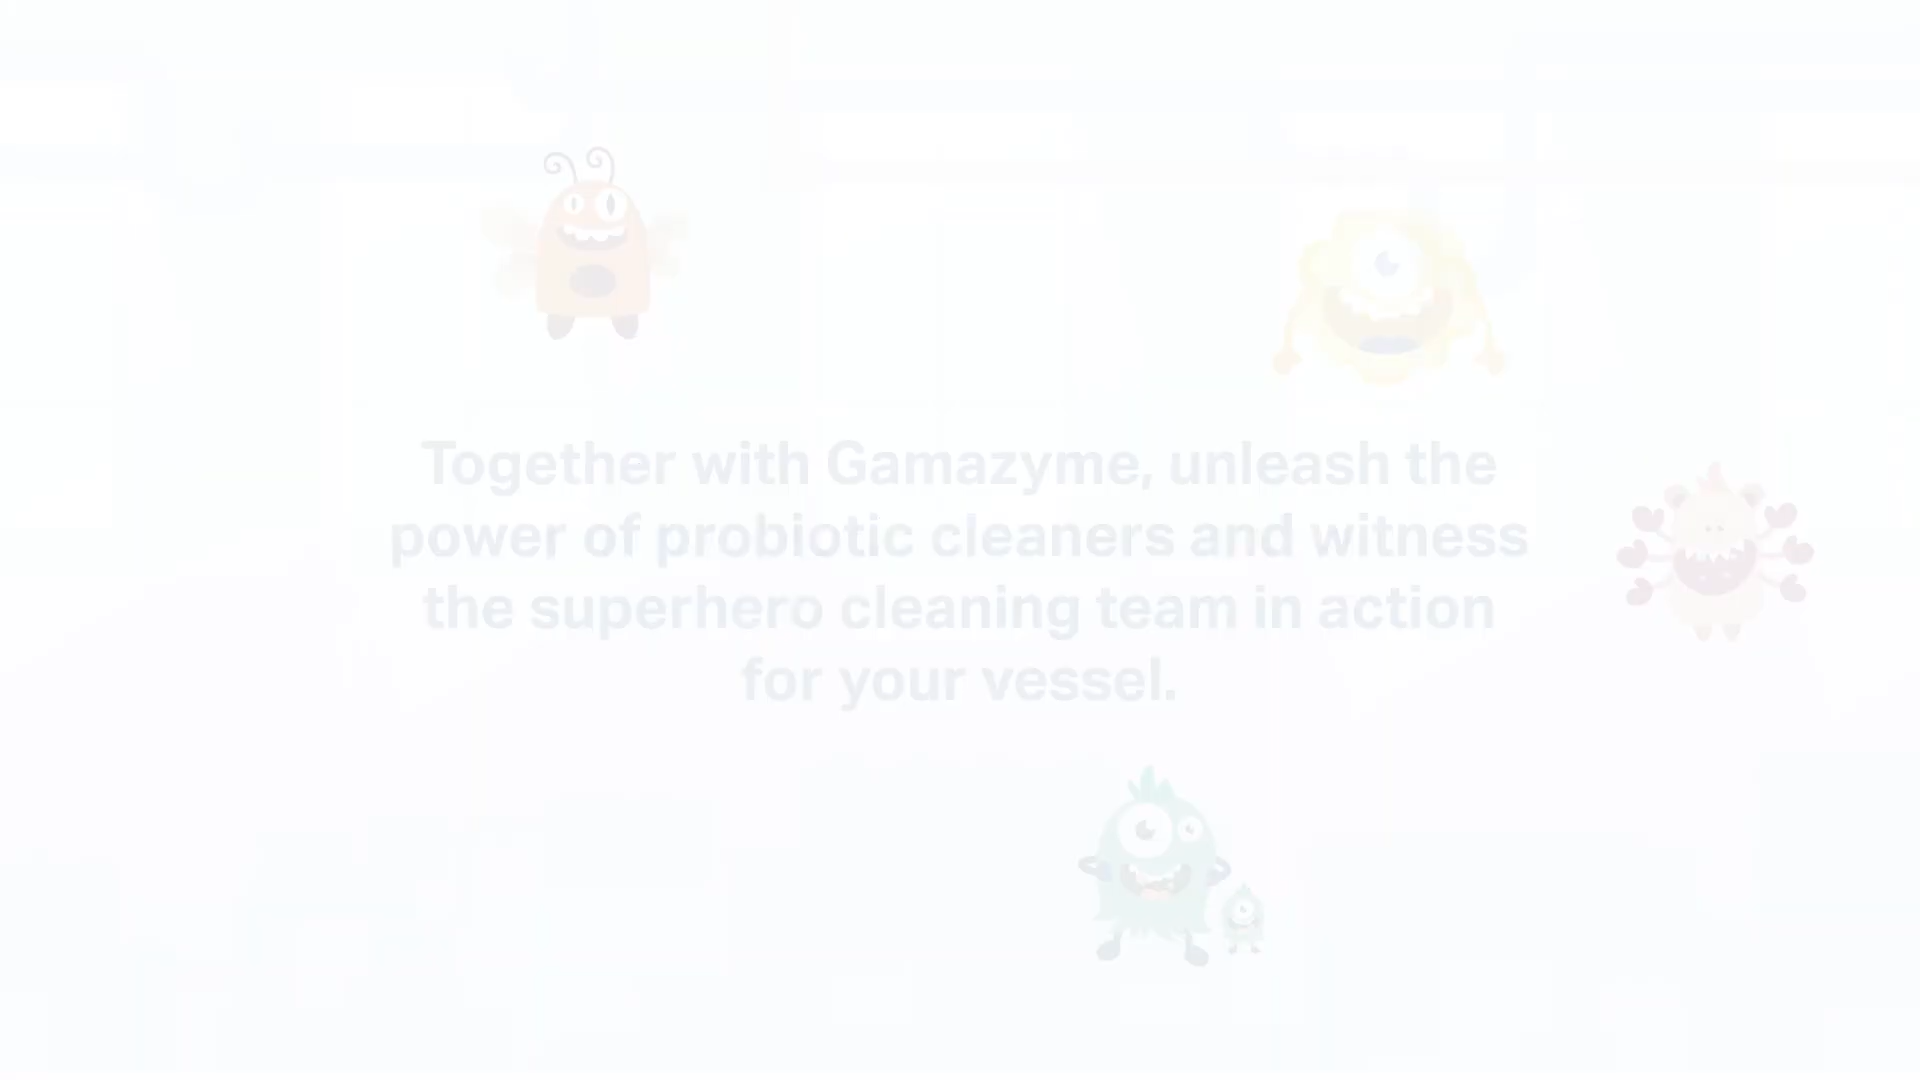 Together with Gamazyme, unleash the
power of probiotic cleaners and witness
the superhero cleaning team in action
for your vessel.